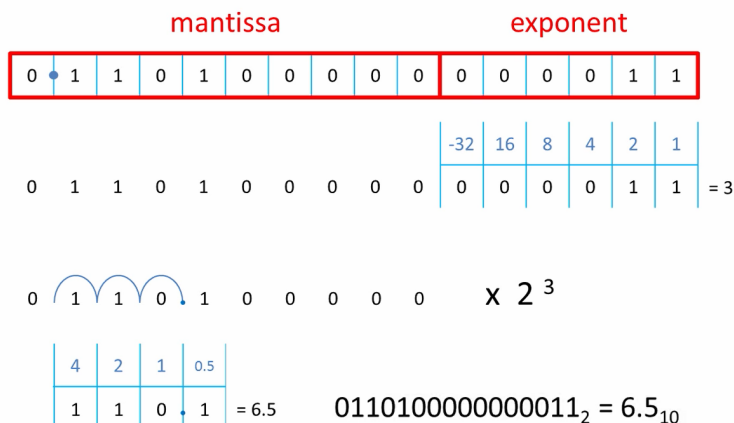 mantissa exponent
0 1 1 0 1 0 0 0 0 0 0 0 0 0 1 1
-32 16 8 4 2 1
0 1 1 0 1 0 0 0 0 0 0 0 0 0 1 1 = 3
0 1 1 0 . 1 0 0 0 0 0 x 2 3
4 2 1 0.5
1 1 0 . 1 = 6.5 0110100000000011₂ = 6.5₁₀